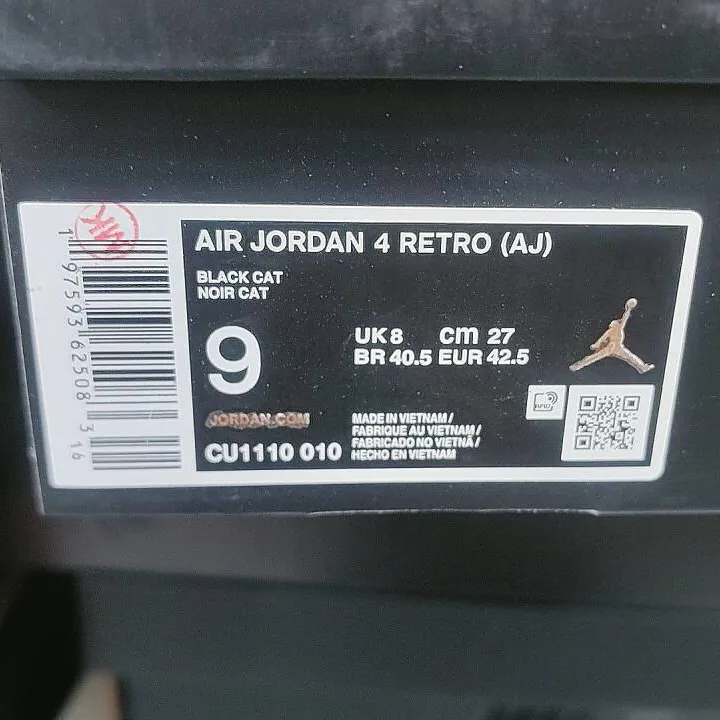 AIR JORDAN 4 RETRO (AJ)
BLACK CAT
NOIR CAT
9
UK 8 cm 27
BR 40.5 EUR 42.5
JORDAN.COM
CU1110 010
MADE IN VIETNAM /
FABRIQUE AU VIETNAM /
FABRICADO NO VIETNÃ /
HECHO EN VIETNAM
RFID
1 97593 62508 3 16
MK